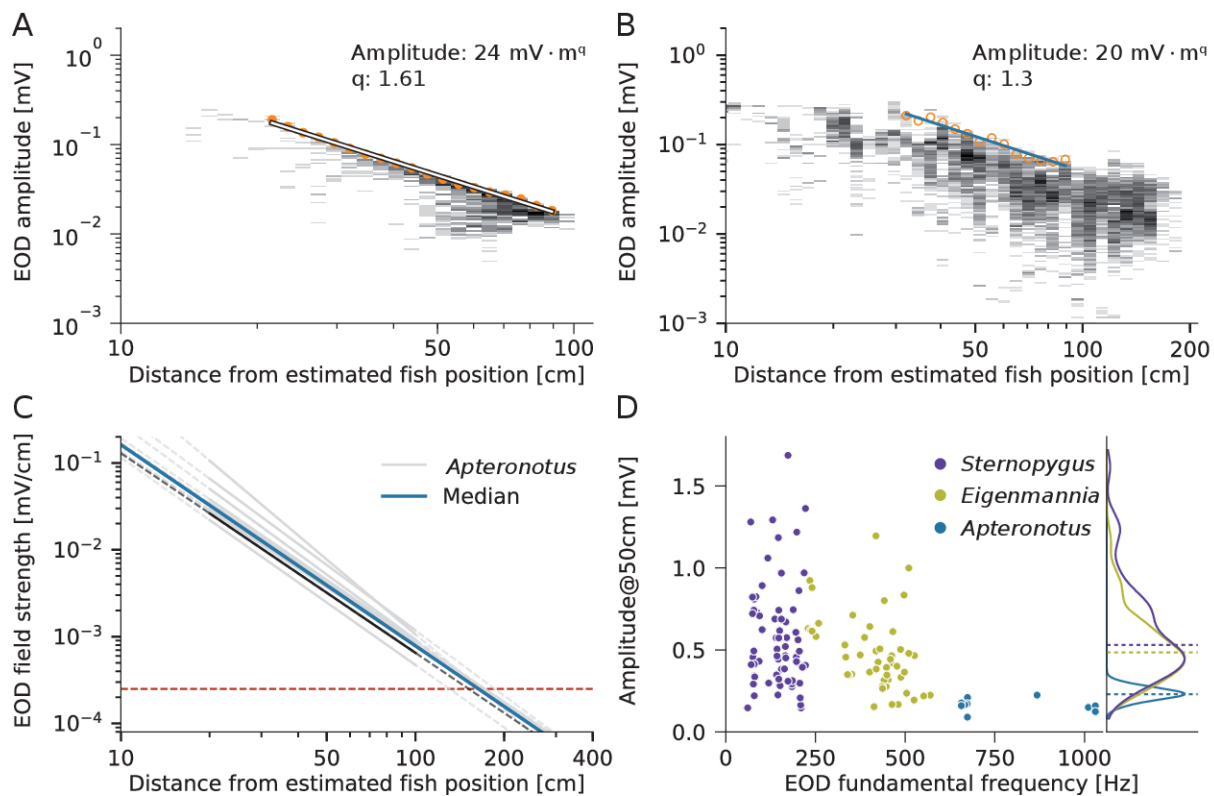 A
EOD amplitude [mV]
10⁰
10⁻¹
10⁻²
10⁻³
Amplitude: 24 mV · m^q
q: 1.61
10 50 100
Distance from estimated fish position [cm]
B
EOD amplitude [mV]
10⁰
10⁻¹
10⁻²
10⁻³
Amplitude: 20 mV · m^q
q: 1.3
10 50 100 200
Distance from estimated fish position [cm]
C
EOD field strength [mV/cm]
10⁻¹
10⁻²
10⁻³
10⁻⁴
Apteronotus
Median
10 50 100 200 400
Distance from estimated fish position [cm]
D
Amplitude@50cm [mV]
1.5
1.0
0.5
0.0
Sternopygus
Eigenmannia
Apteronotus
0 250 500 750 1000
EOD fundamental frequency [Hz]